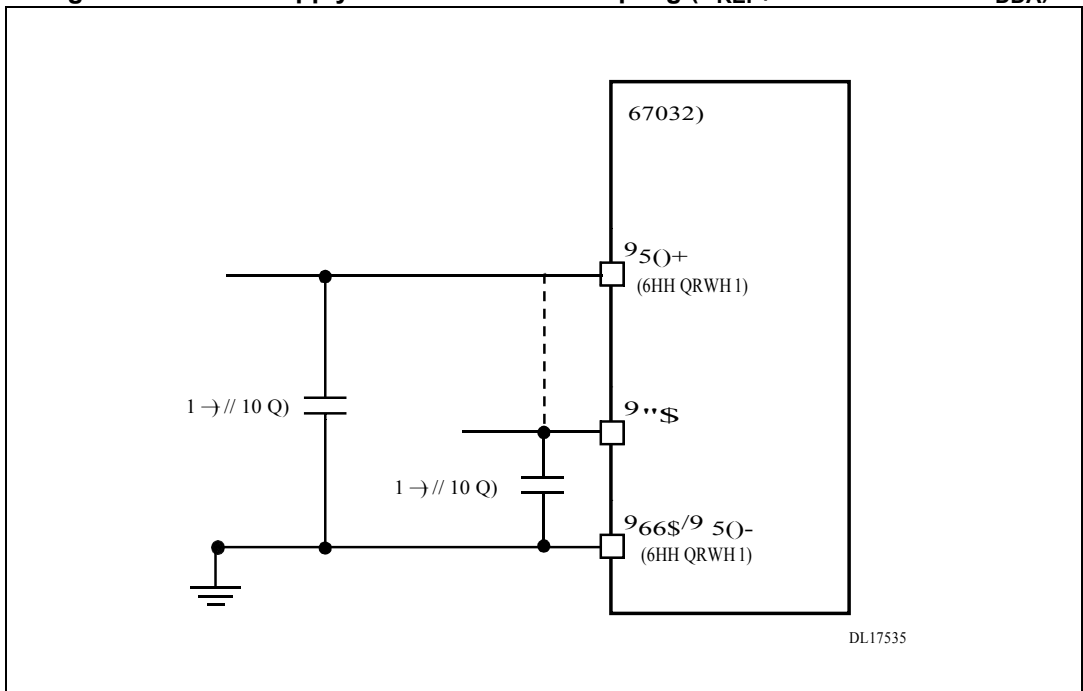 67032)
95()+
(6HH QRWH 1)
1 —) // 10 Q)
9"$
1 —) // 10 Q)
966$/9 5()-
(6HH QRWH 1)
DL17535